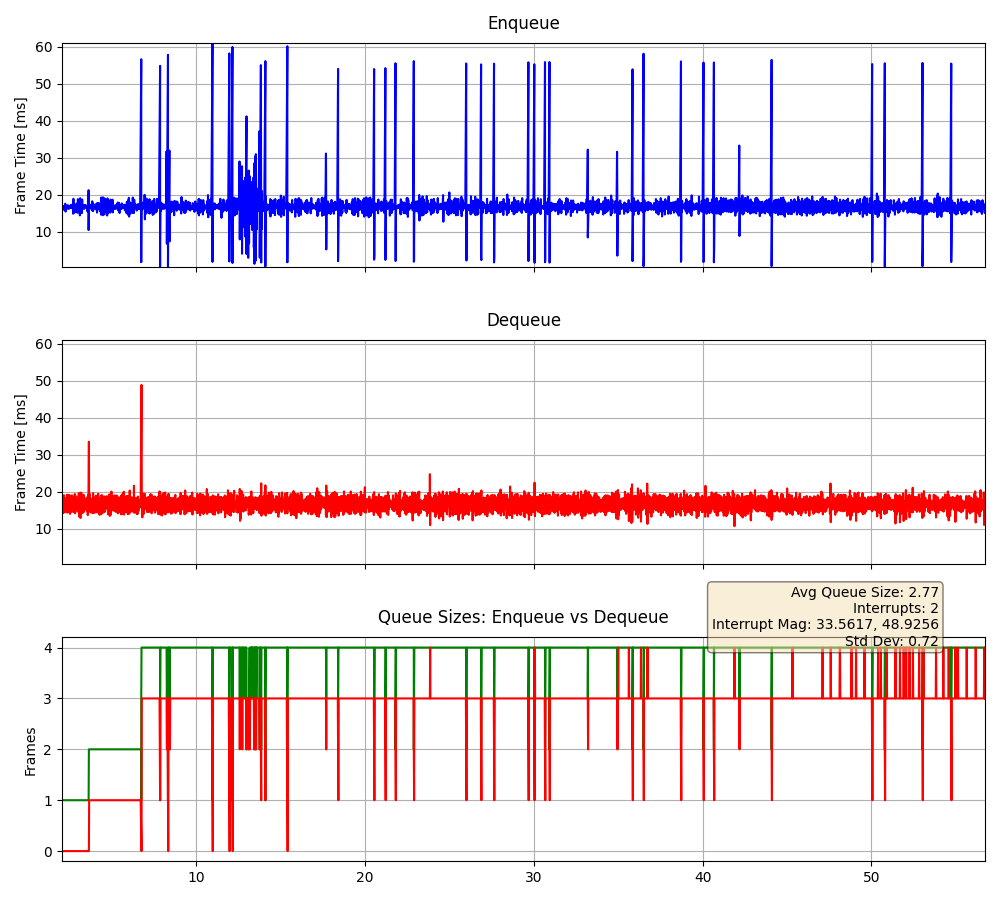 Enqueue
Frame Time [ms]
60
50
40
30
20
10
Dequeue
Frame Time [ms]
60
50
40
30
20
10
Avg Queue Size: 2.77
Interrupts: 2
Interrupt Mag: 33.5617, 48.9256
Std Dev: 0.72
Queue Sizes: Enqueue vs Dequeue
Frames
4
3
2
1
0
10 20 30 40 50